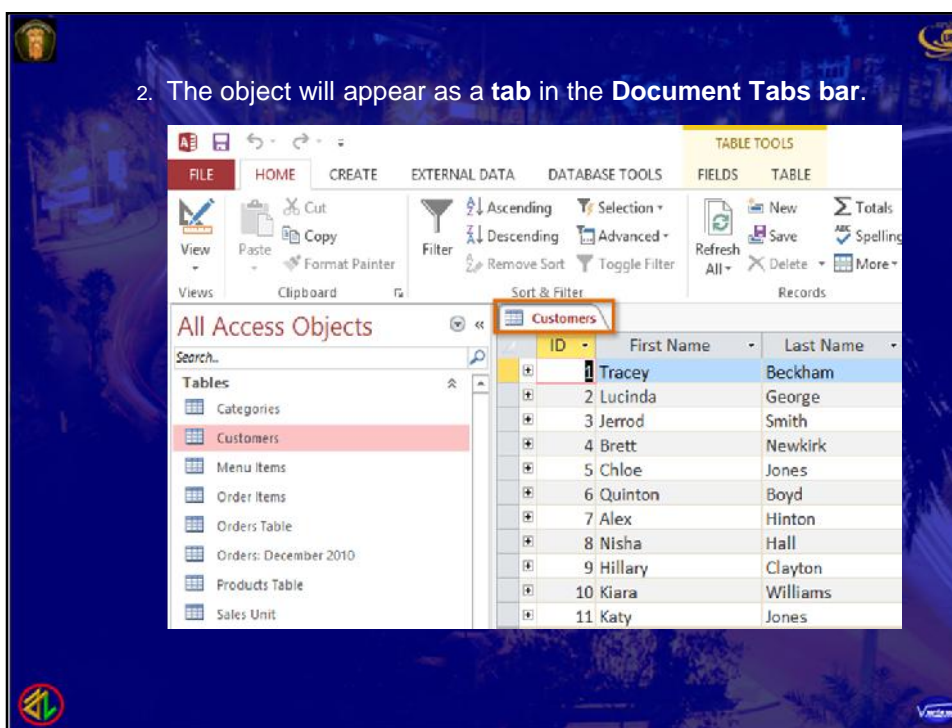 2. The object will appear as a tab in the Document Tabs bar.
TABLE TOOLS
FILE HOME CREATE EXTERNAL DATA DATABASE TOOLS FIELDS TABLE
View
Views
Paste
Cut
Copy
Format Painter
Clipboard
Filter
Ascending
Descending
Remove Sort
Selection
Advanced
Toggle Filter
Sort & Filter
Refresh
All
New
Save
Delete
Totals
Spelling
More
Records
All Access Objects
Search..
Tables
Categories
Customers
Menu Items
Order Items
Orders Table
Orders: December 2010
Products Table
Sales Unit
Customers
ID First Name Last Name
1 Tracey Beckham
2 Lucinda George
3 Jerrod Smith
4 Brett Newkirk
5 Chloe Jones
6 Quinton Boyd
7 Alex Hinton
8 Nisha Hall
9 Hillary Clayton
10 Kiara Williams
11 Katy Jones